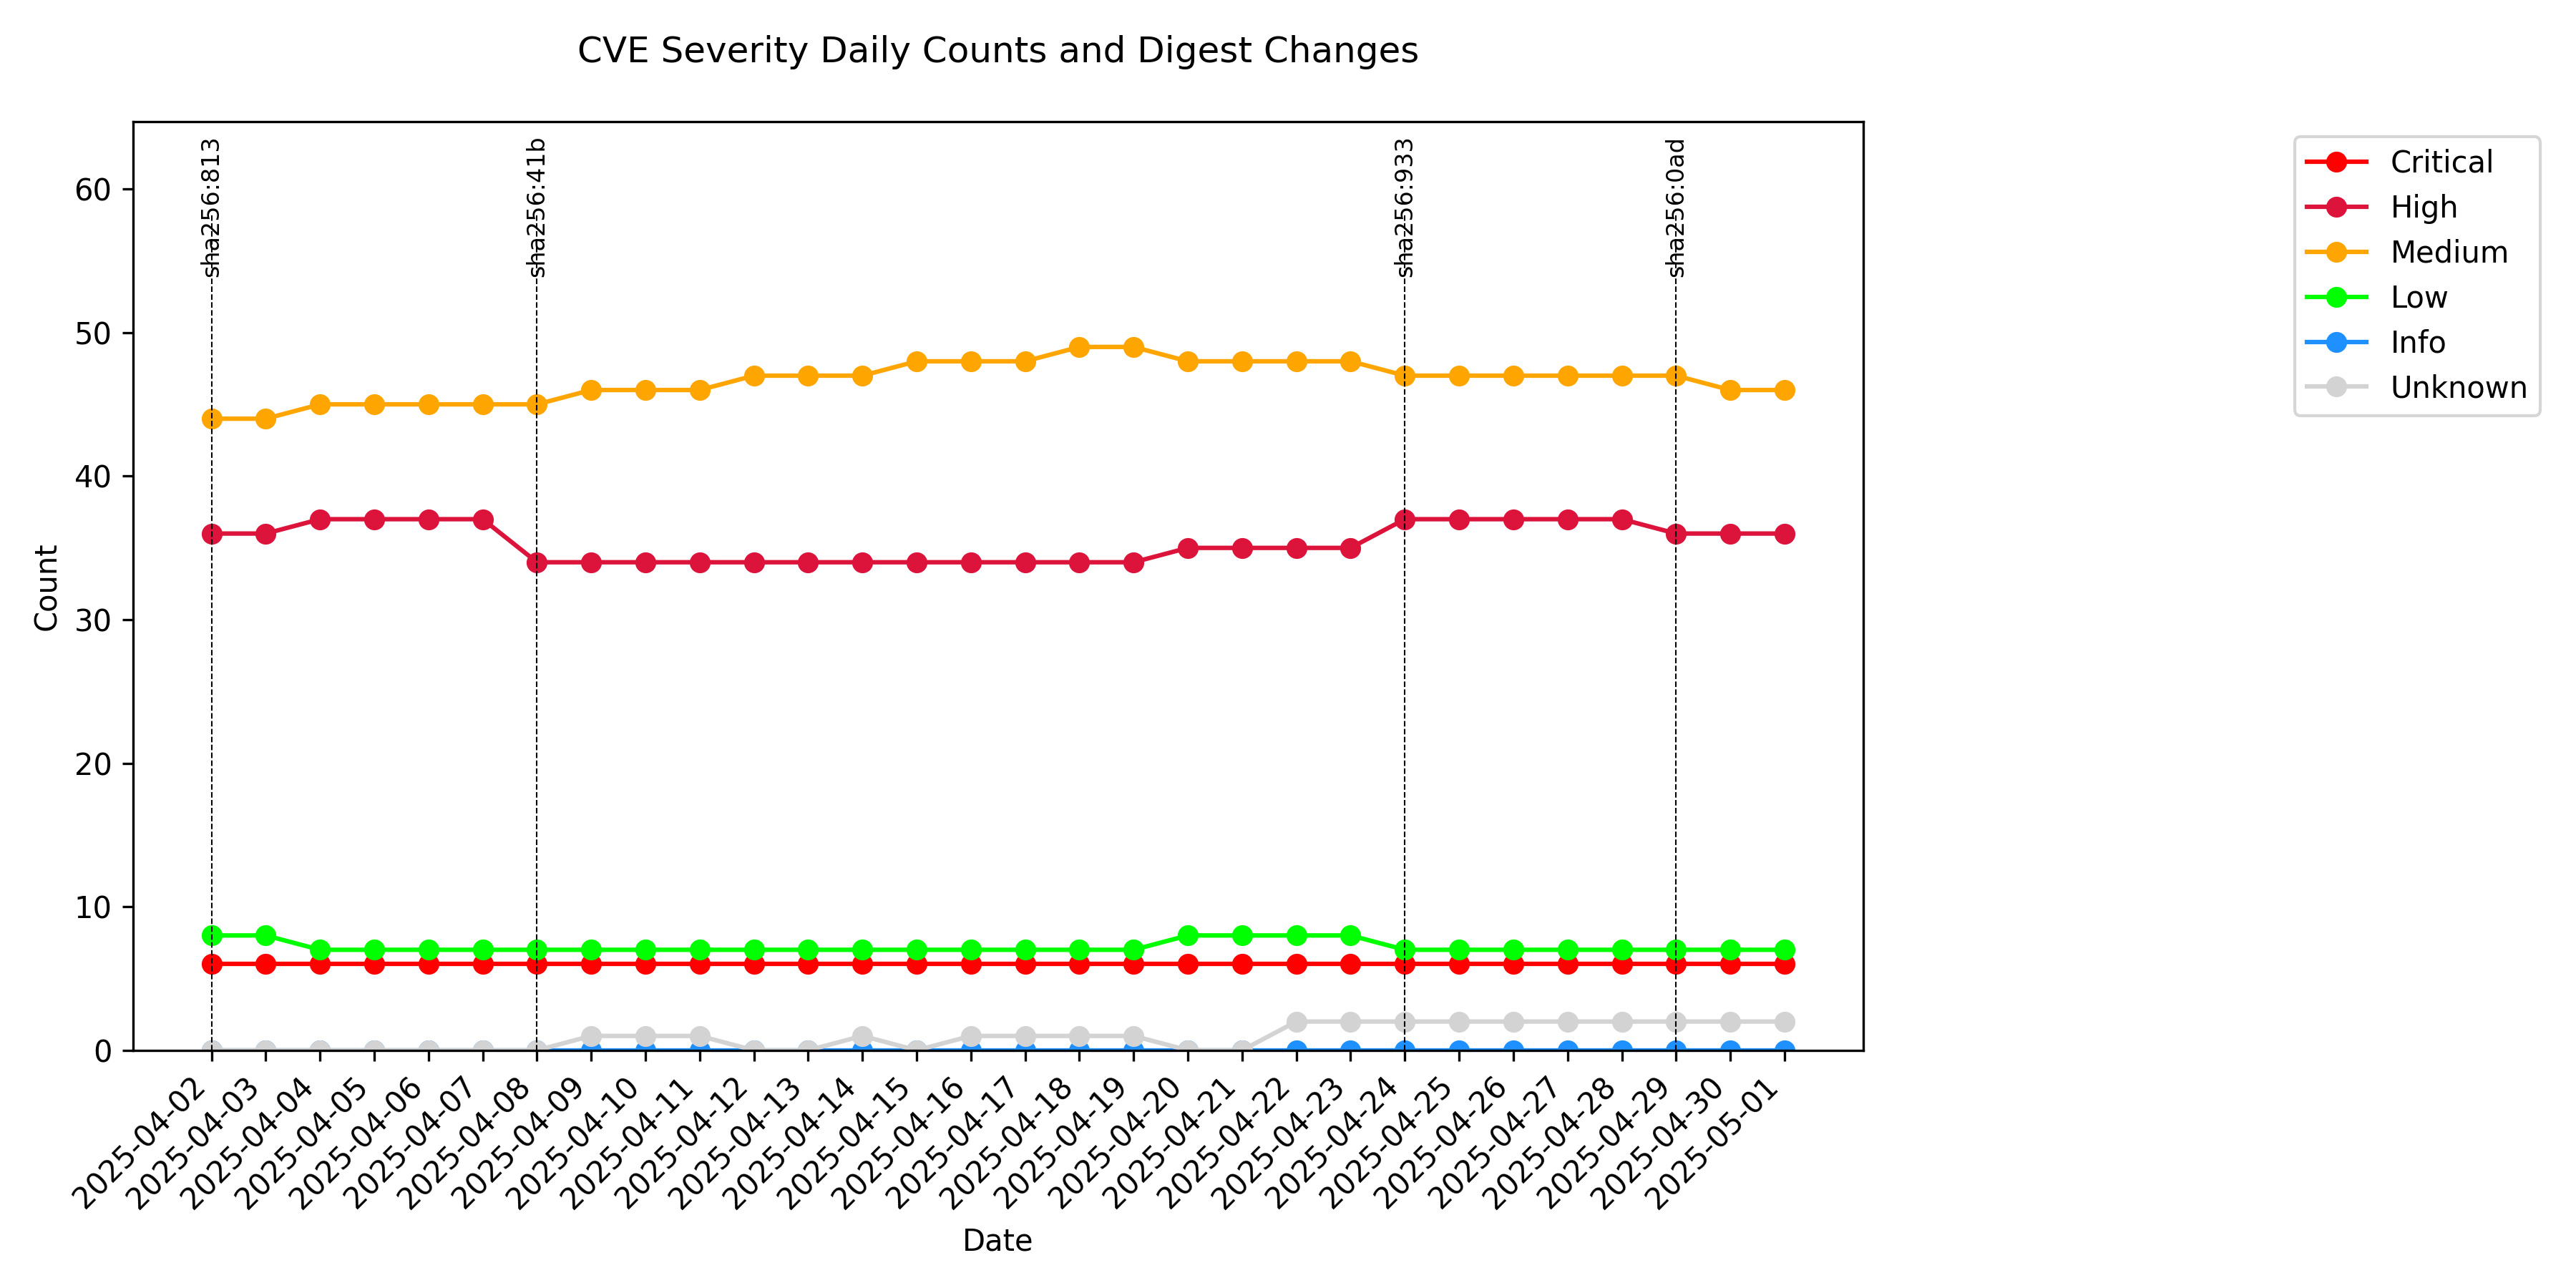 CVE Severity Daily Counts and Digest Changes
sha256:813
sha256:41b
sha256:933
sha256:0ad
Critical
High
Medium
Low
Info
Unknown
60
50
40
30
20
10
0
Count
2025-04-02
2025-04-03
2025-04-04
2025-04-05
2025-04-06
2025-04-07
2025-04-08
2025-04-09
2025-04-10
2025-04-11
2025-04-12
2025-04-13
2025-04-14
2025-04-15
2025-04-16
2025-04-17
2025-04-18
2025-04-19
2025-04-20
2025-04-21
2025-04-22
2025-04-23
2025-04-24
2025-04-25
2025-04-26
2025-04-27
2025-04-28
2025-04-29
2025-04-30
2025-05-01
Date